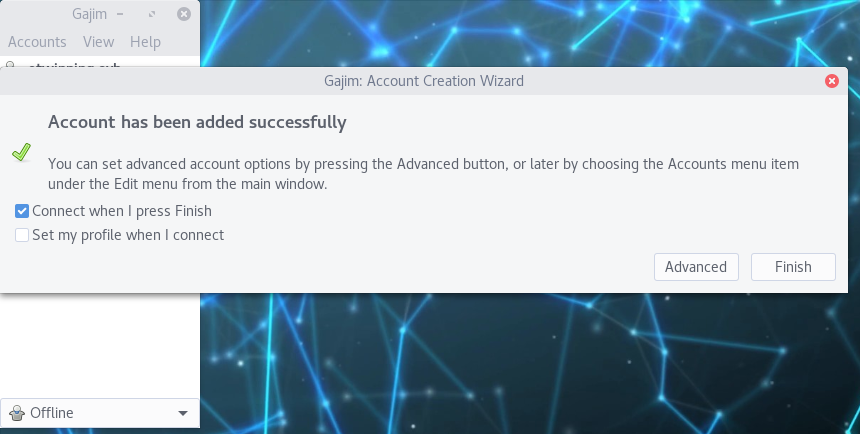 Gajim
Accounts View Help
Gajim: Account Creation Wizard
Account has been added successfully
You can set advanced account options by pressing the Advanced button, or later by choosing the Accounts menu item
under the Edit menu from the main window.
Connect when I press Finish
Set my profile when I connect
Advanced Finish
Offline